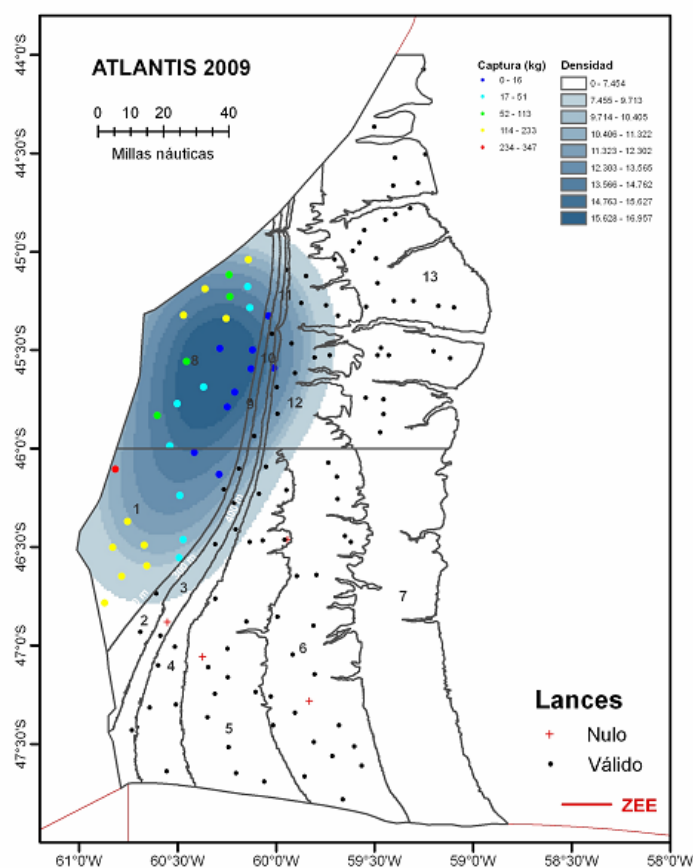 ATLANTIS 2009
0 10 20 40
Millas náuticas
Captura (kg)
0 - 16
17 - 51
52 - 113
114 - 233
234 - 347
Densidad
0 - 7.454
7.455 - 9.713
9.714 - 10.405
10.406 - 11.322
11.323 - 12.302
12.303 - 13.565
13.566 - 14.762
14.763 - 15.627
15.628 - 16.957
44°0'S
44°30'S
45°0'S
45°30'S
46°0'S
46°30'S
47°0'S
47°30'S
13
11
8
10
9
12
1
400 m
3
2
4
7
6
5
Lances
Nulo
Válido
ZEE
61°0'W 60°30'W 60°0'W 59°30'W 59°0'W 58°30'W 58°0'W